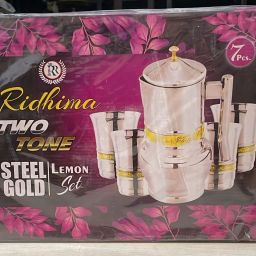 R
7
Pcs.
Ridhima
TWO
TONE
STEEL
GOLD
LEMON
Set